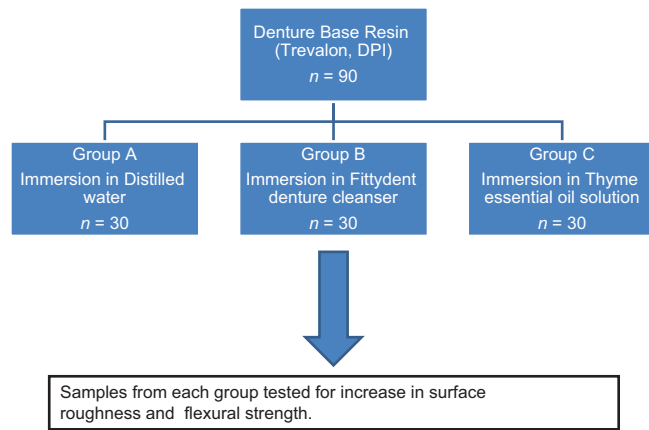 Denture Base Resin
(Trevalon, DPI)
n = 90
Group A
Immersion in Distilled
water
n = 30
Group B
Immersion in Fittydent
denture cleanser
n = 30
Group C
Immersion in Thyme
essential oil solution
n = 30
Samples from each group tested for increase in surface
roughness and flexural strength.